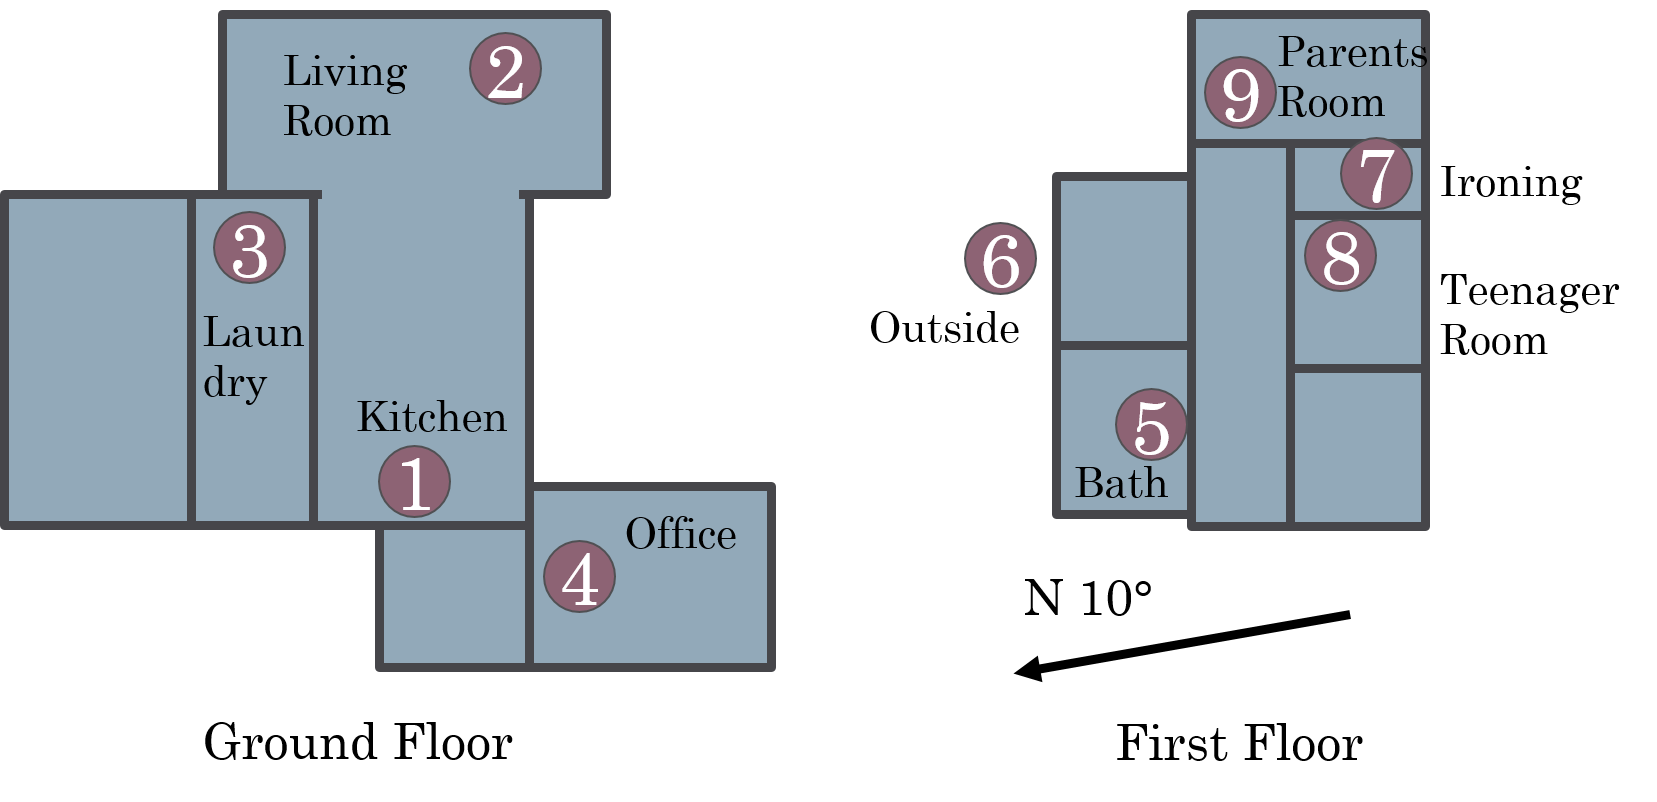 Living
Room
2
3
Laun
dry
Kitchen
1
Office
4
Ground Floor
Parents
Room
9
7
Ironing
8
Teenager
Room
6
Outside
5
Bath
N 10°
First Floor